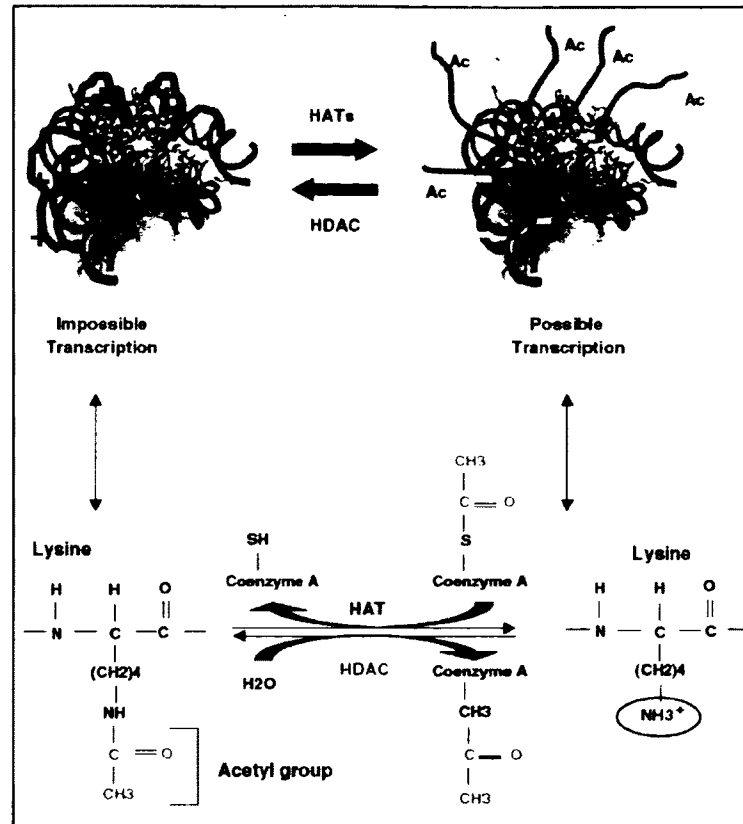 Ac
Ac
Ac
Ac
Ac
HATs
HDAC
Impossible
Transcription
Possible
Transcription
CH3
C = O
S
Coenzyme A
Lysine
SH
Coenzyme A
Lysine
H H O
N C C
(CH2)4
NH
C = O
CH3
Acetyl group
HAT
HDAC
H2O
Coenzyme A
CH3
C - O
CH3
H H O
N C C
(CH2)4
NH3+